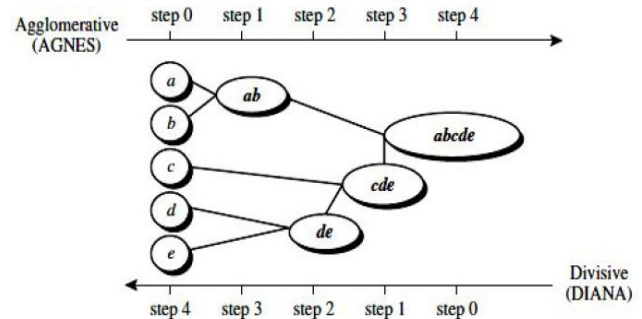 Agglomerative
(AGNES)
step 0 step 1 step 2 step 3 step 4
a
ab
b
abcde
c
cde
d
de
e
Divisive
(DIANA)
step 4 step 3 step 2 step 1 step 0